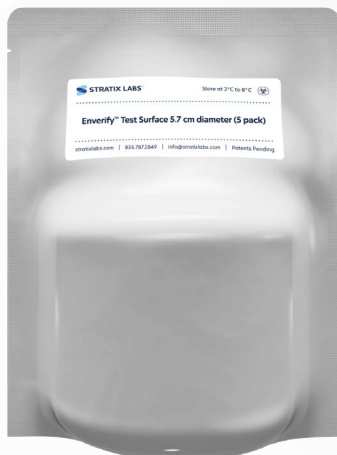 STRATIX LABS™ Store at 2°C to 8°C
Enverify™ Test Surface 5.7 cm diameter (5 pack)
stratixlabs.com | 833.787.2849 | info@stratixlabs.com | Patents Pending